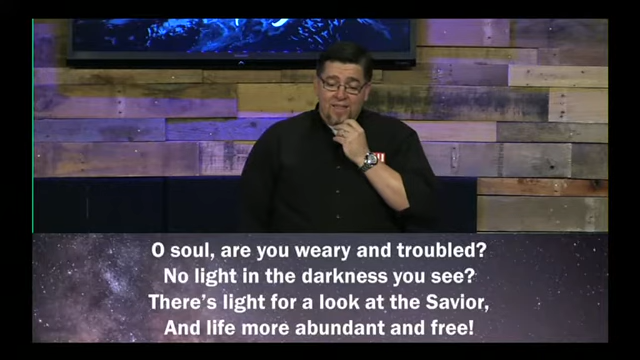 O soul, are you weary and troubled?
No light in the darkness you see?
There's light for a look at the Savior,
And life more abundant and free!